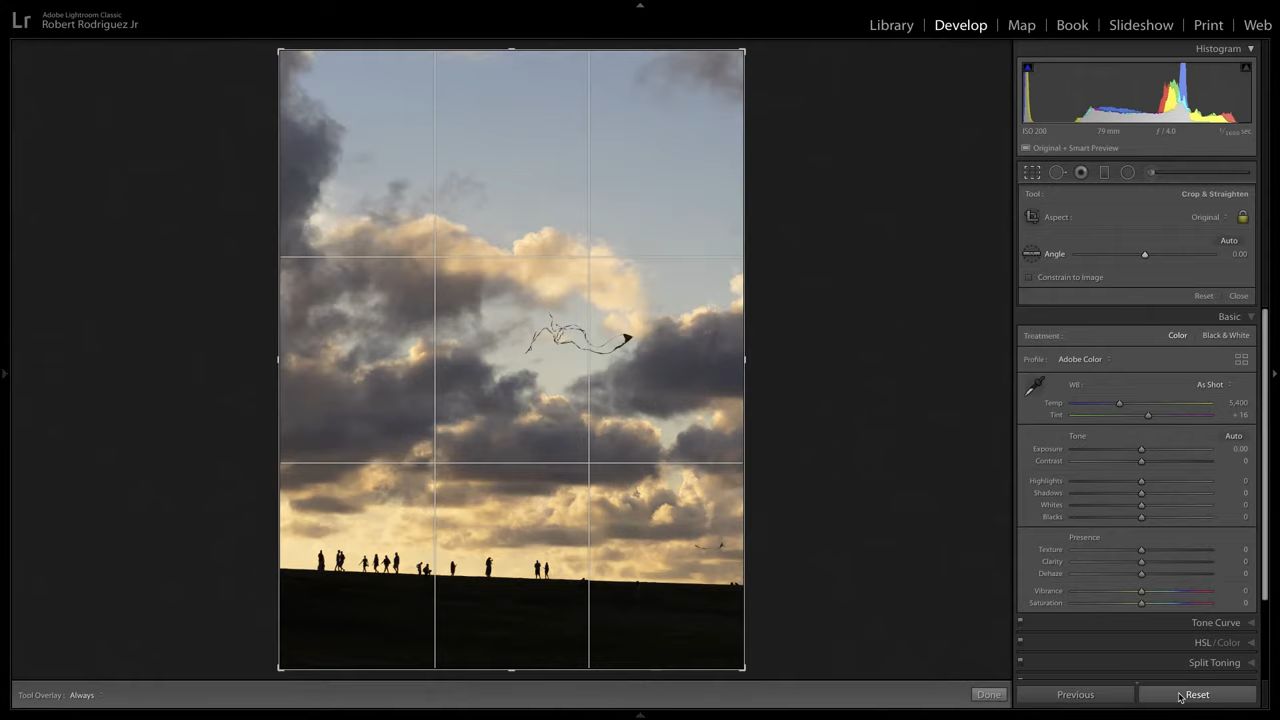 Lr
Adobe Lightroom Classic
Robert Rodriguez Jr
Library | Develop | Map | Book | Slideshow | Print | Web
Histogram
ISO 200 79 mm ƒ / 4.0 1/1600 sec
Original + Smart Preview
Tool : Crop & Straighten
Aspect : Original
Auto
Angle 0.00
Constrain to Image
Reset Close
Basic
Treatment : Color Black & White
Profile : Adobe Color
WB : As Shot
Temp 5,400
Tint + 16
Tone Auto
Exposure 0.00
Contrast 0
Highlights 0
Shadows 0
Whites 0
Blacks 0
Presence
Texture 0
Clarity 0
Dehaze 0
Vibrance 0
Saturation 0
Tone Curve
HSL / Color
Split Toning
Tool Overlay : Always Done Previous Reset